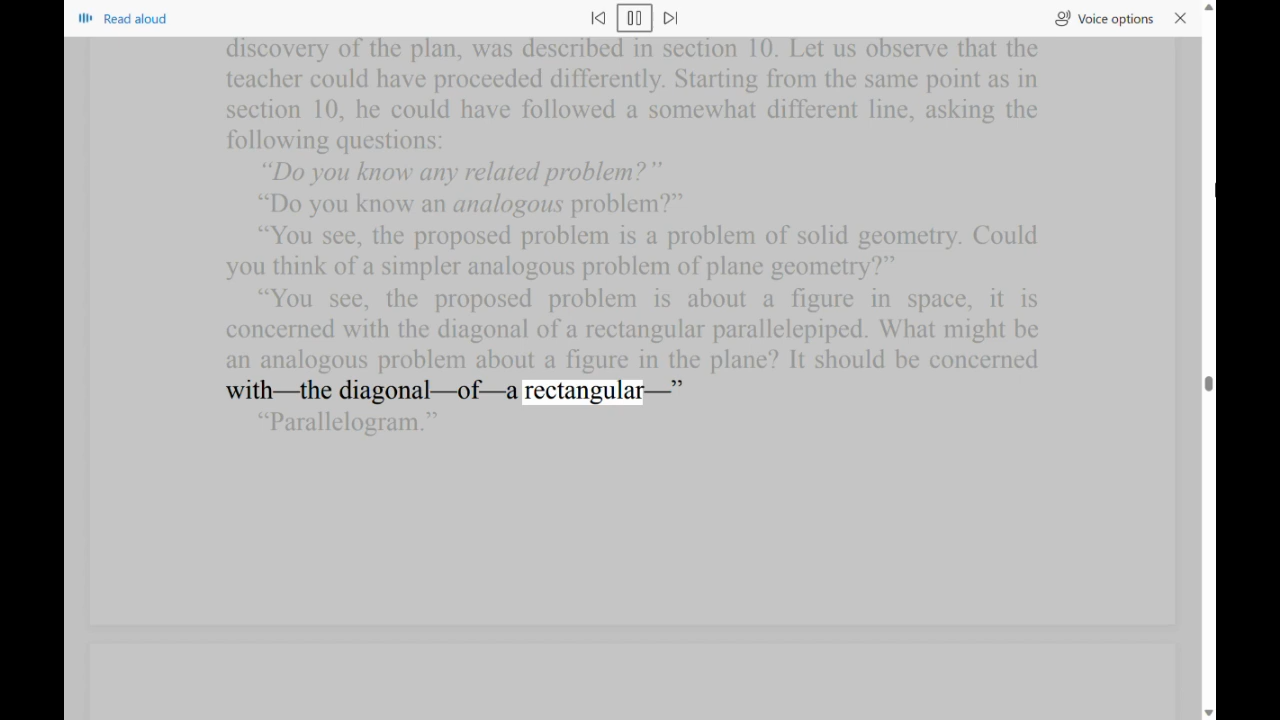 Read aloud
Voice options
discovery of the plan, was described in section 10. Let us observe that the
teacher could have proceeded differently. Starting from the same point as in
section 10, he could have followed a somewhat different line, asking the
following questions:
“Do you know any related problem?”
“Do you know an analogous problem?”
“You see, the proposed problem is a problem of solid geometry. Could
you think of a simpler analogous problem of plane geometry?”
“You see, the proposed problem is about a figure in space, it is
concerned with the diagonal of a rectangular parallelepiped. What might be
an analogous problem about a figure in the plane? It should be concerned
with—the diagonal—of—a rectangular—”
“Parallelogram.”